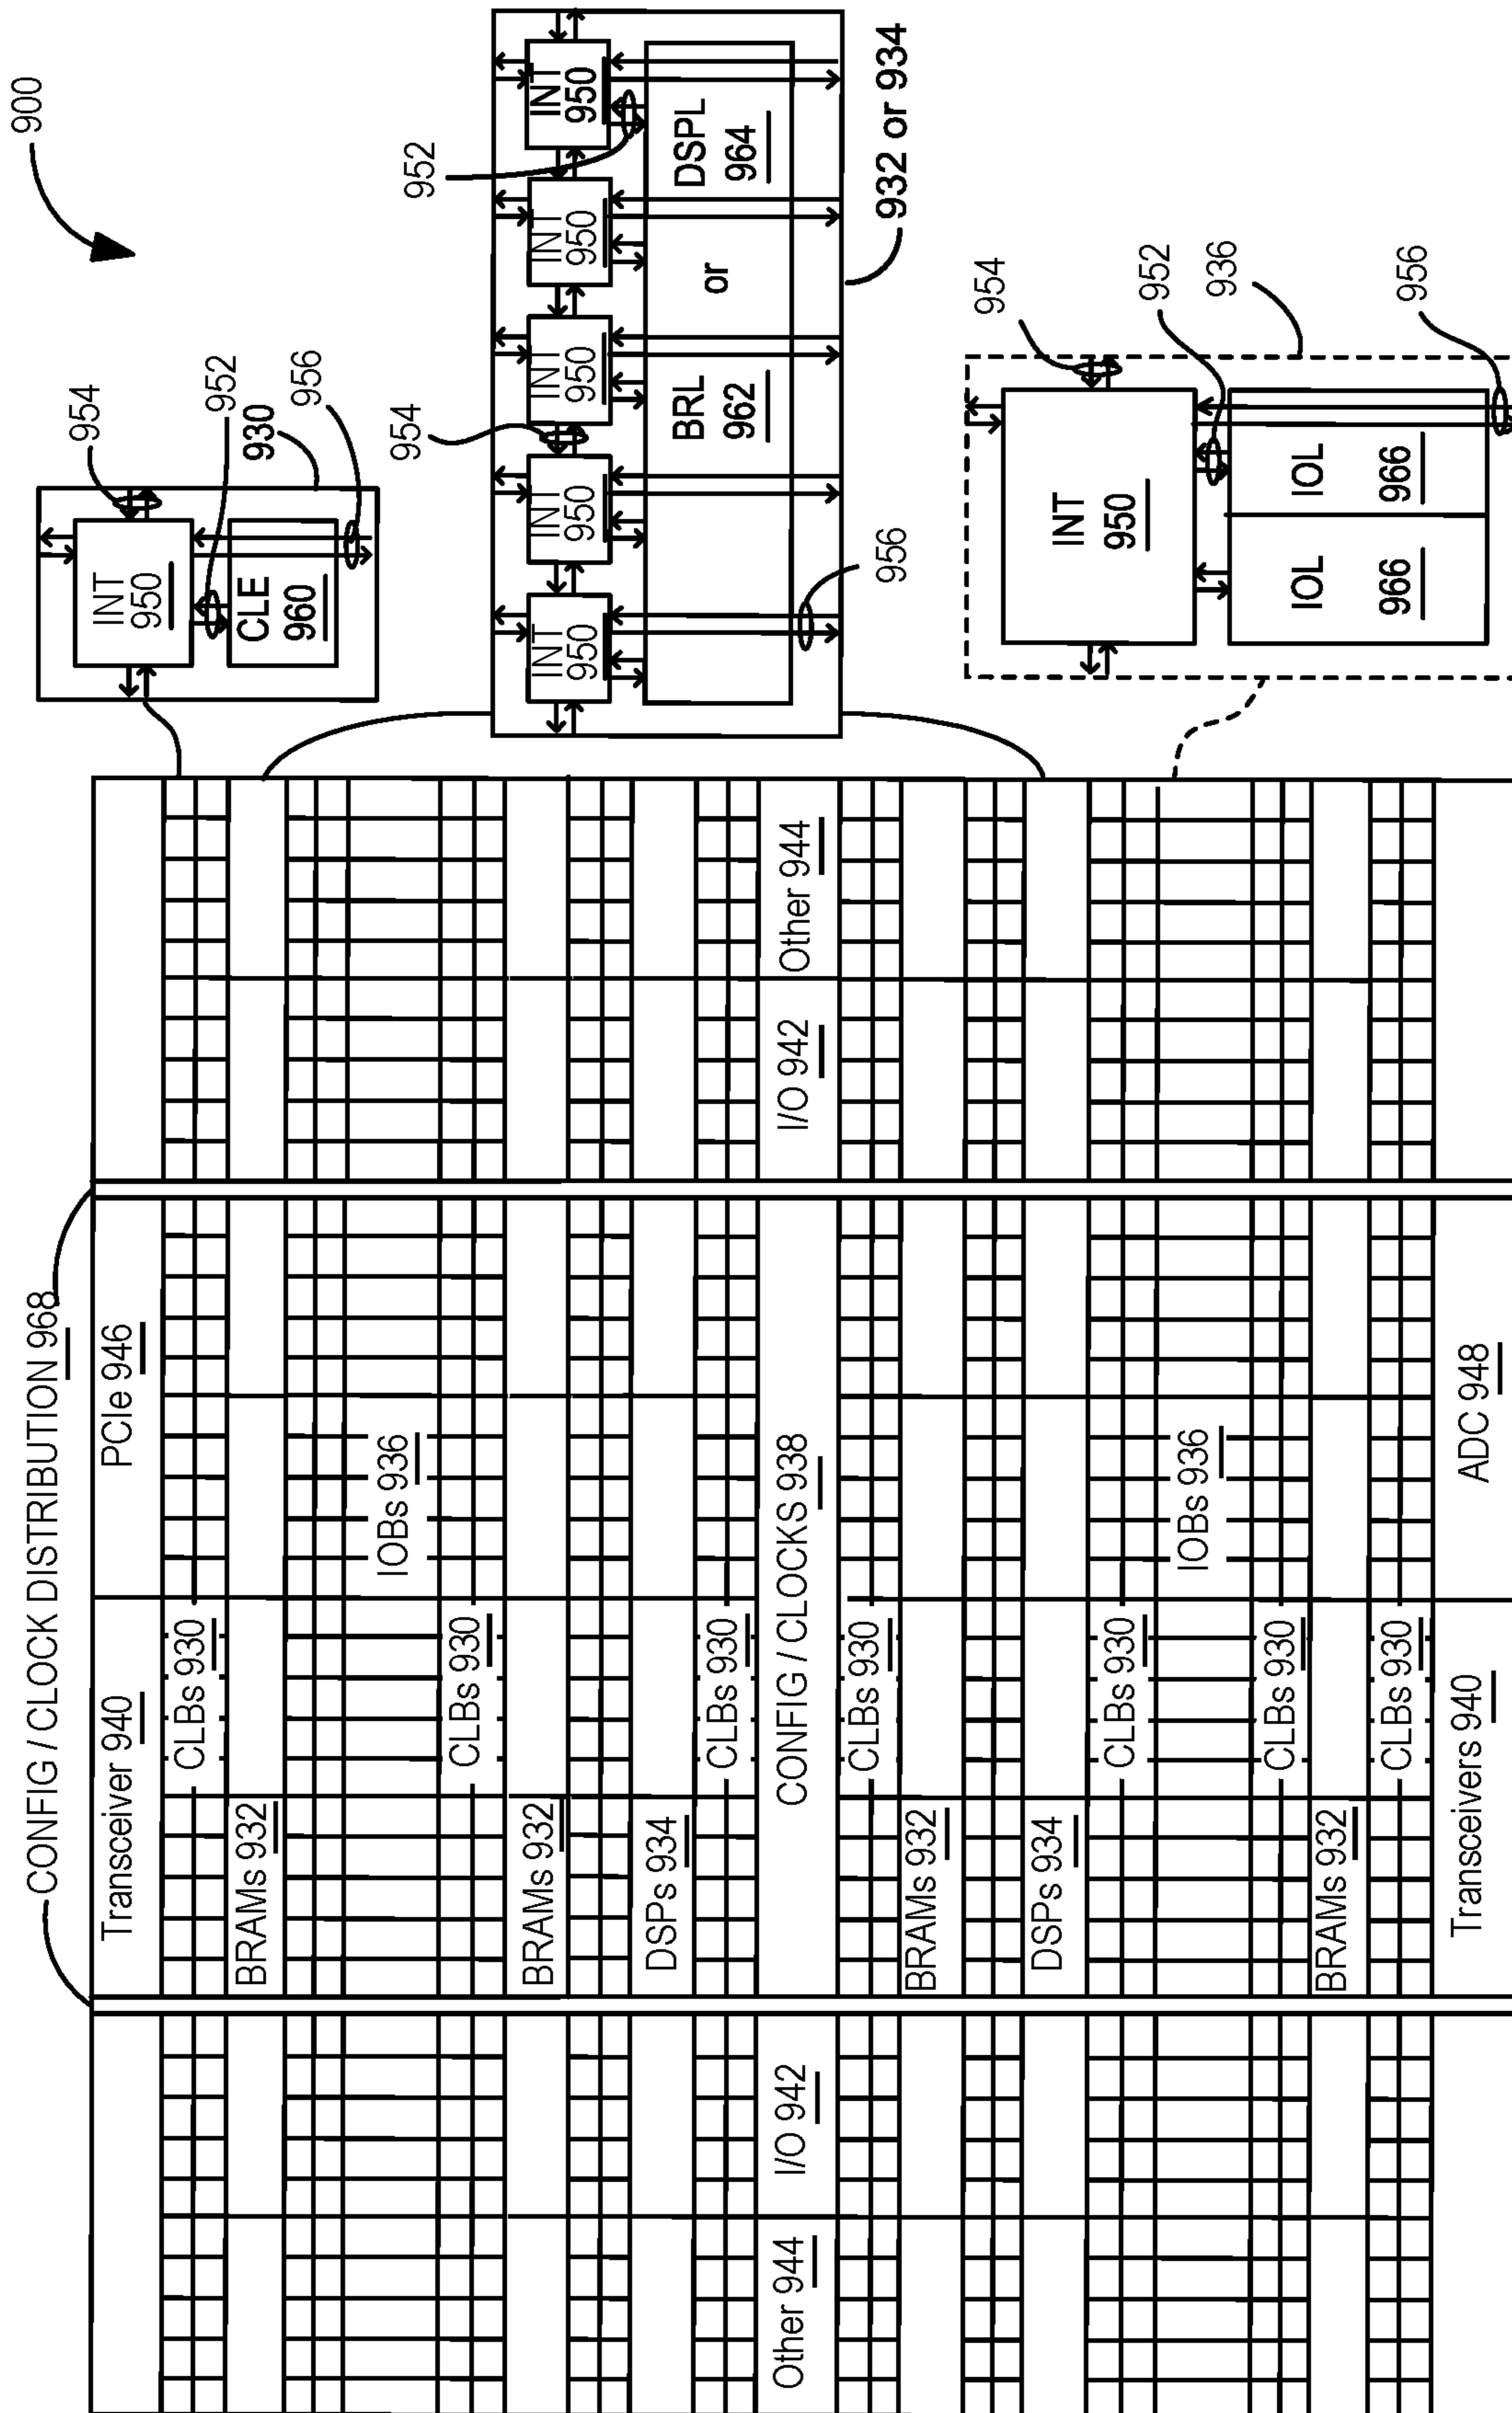 CONFIG / CLOCK DISTRIBUTION 968
Transceiver 940
PCIe 946
CLBs 930
BRAMs 932
IOBs 936
CLBs 930
BRAMs 932
DSPs 934
CLBs 930
Other 944
I/O 942
CONFIG / CLOCKS 938
I/O 942
Other 944
CLBs 930
BRAMs 932
DSPs 934
CLBs 930
IOBs 936
CLBs 930
BRAMs 932
CLBs 930
Transceivers 940
ADC 948
900
954
INT
950
952
CLE
960
930
956
954
952
INT
950
INT
950
INT
950
INT
950
INT
950
BRL
962
or
DSPL
964
956
932 or 934
954
INT
950
952
936
IOL
966
IOL
966
956